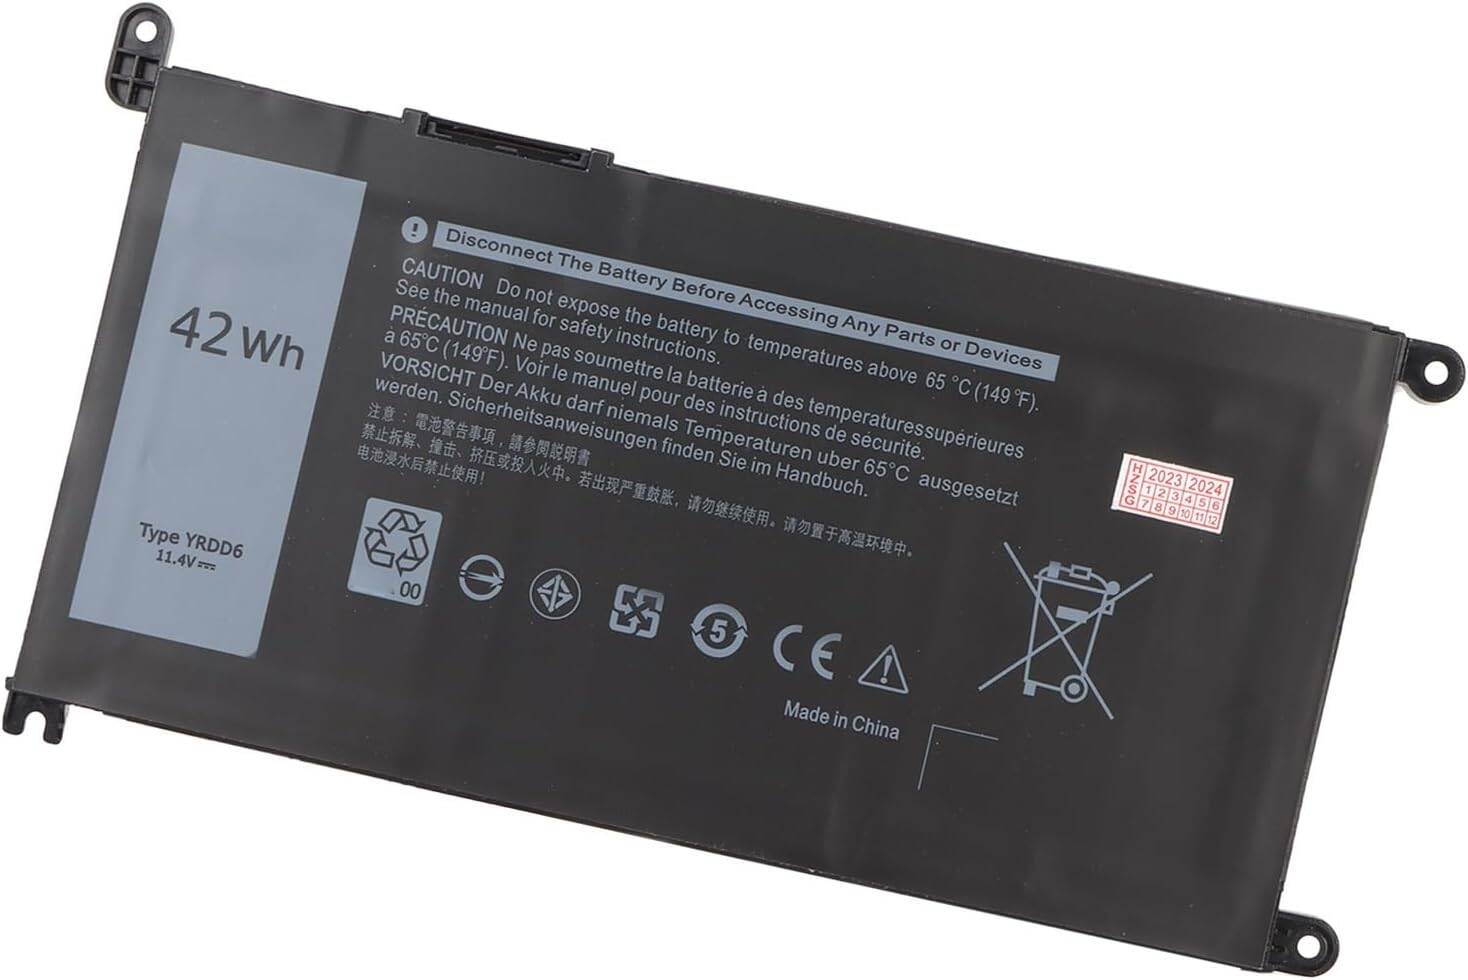 42 Wh
Type YRDD6
11.4V⎓
! Disconnect The Battery Before Accessing Any Parts or Devices
CAUTION Do not expose the battery to temperatures above 65 °C (149 °F).
See the manual for safety instructions.
PRÉCAUTION Ne pas soumettre la batterie à des temperaturessupérieures
à 65°C (149°F). Voir le manuel pour des instructions de sécurité.
VORSICHT Der Akku darf niemals Temperaturen uber 65°C ausgesetzt
werden. Sicherheitsanweisungen finden Sie im Handbuch.
注意：電池警告事項，請參閱説明書
禁止拆解、撞击、挤压或投入火中。若出现严重鼓胀，请勿继续使用。请勿置于高温环境中。
电池浸水后禁止使用！
00
5
CE
Made in China
HZSG
2023 2024
1 2 3 4 5 6
7 8 9 10 11 12